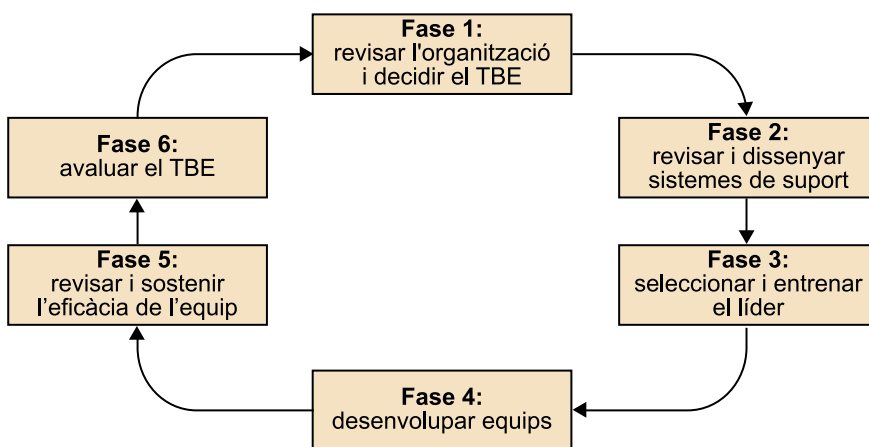 Fase 1:
revisar l'organització
i decidir el TBE
Fase 2:
revisar i dissenyar
sistemes de suport
Fase 3:
seleccionar i entrenar
el líder
Fase 4:
desenvolupar equips
Fase 5:
revisar i sostenir
l’eficàcia de l’equip
Fase 6:
avaluar el TBE